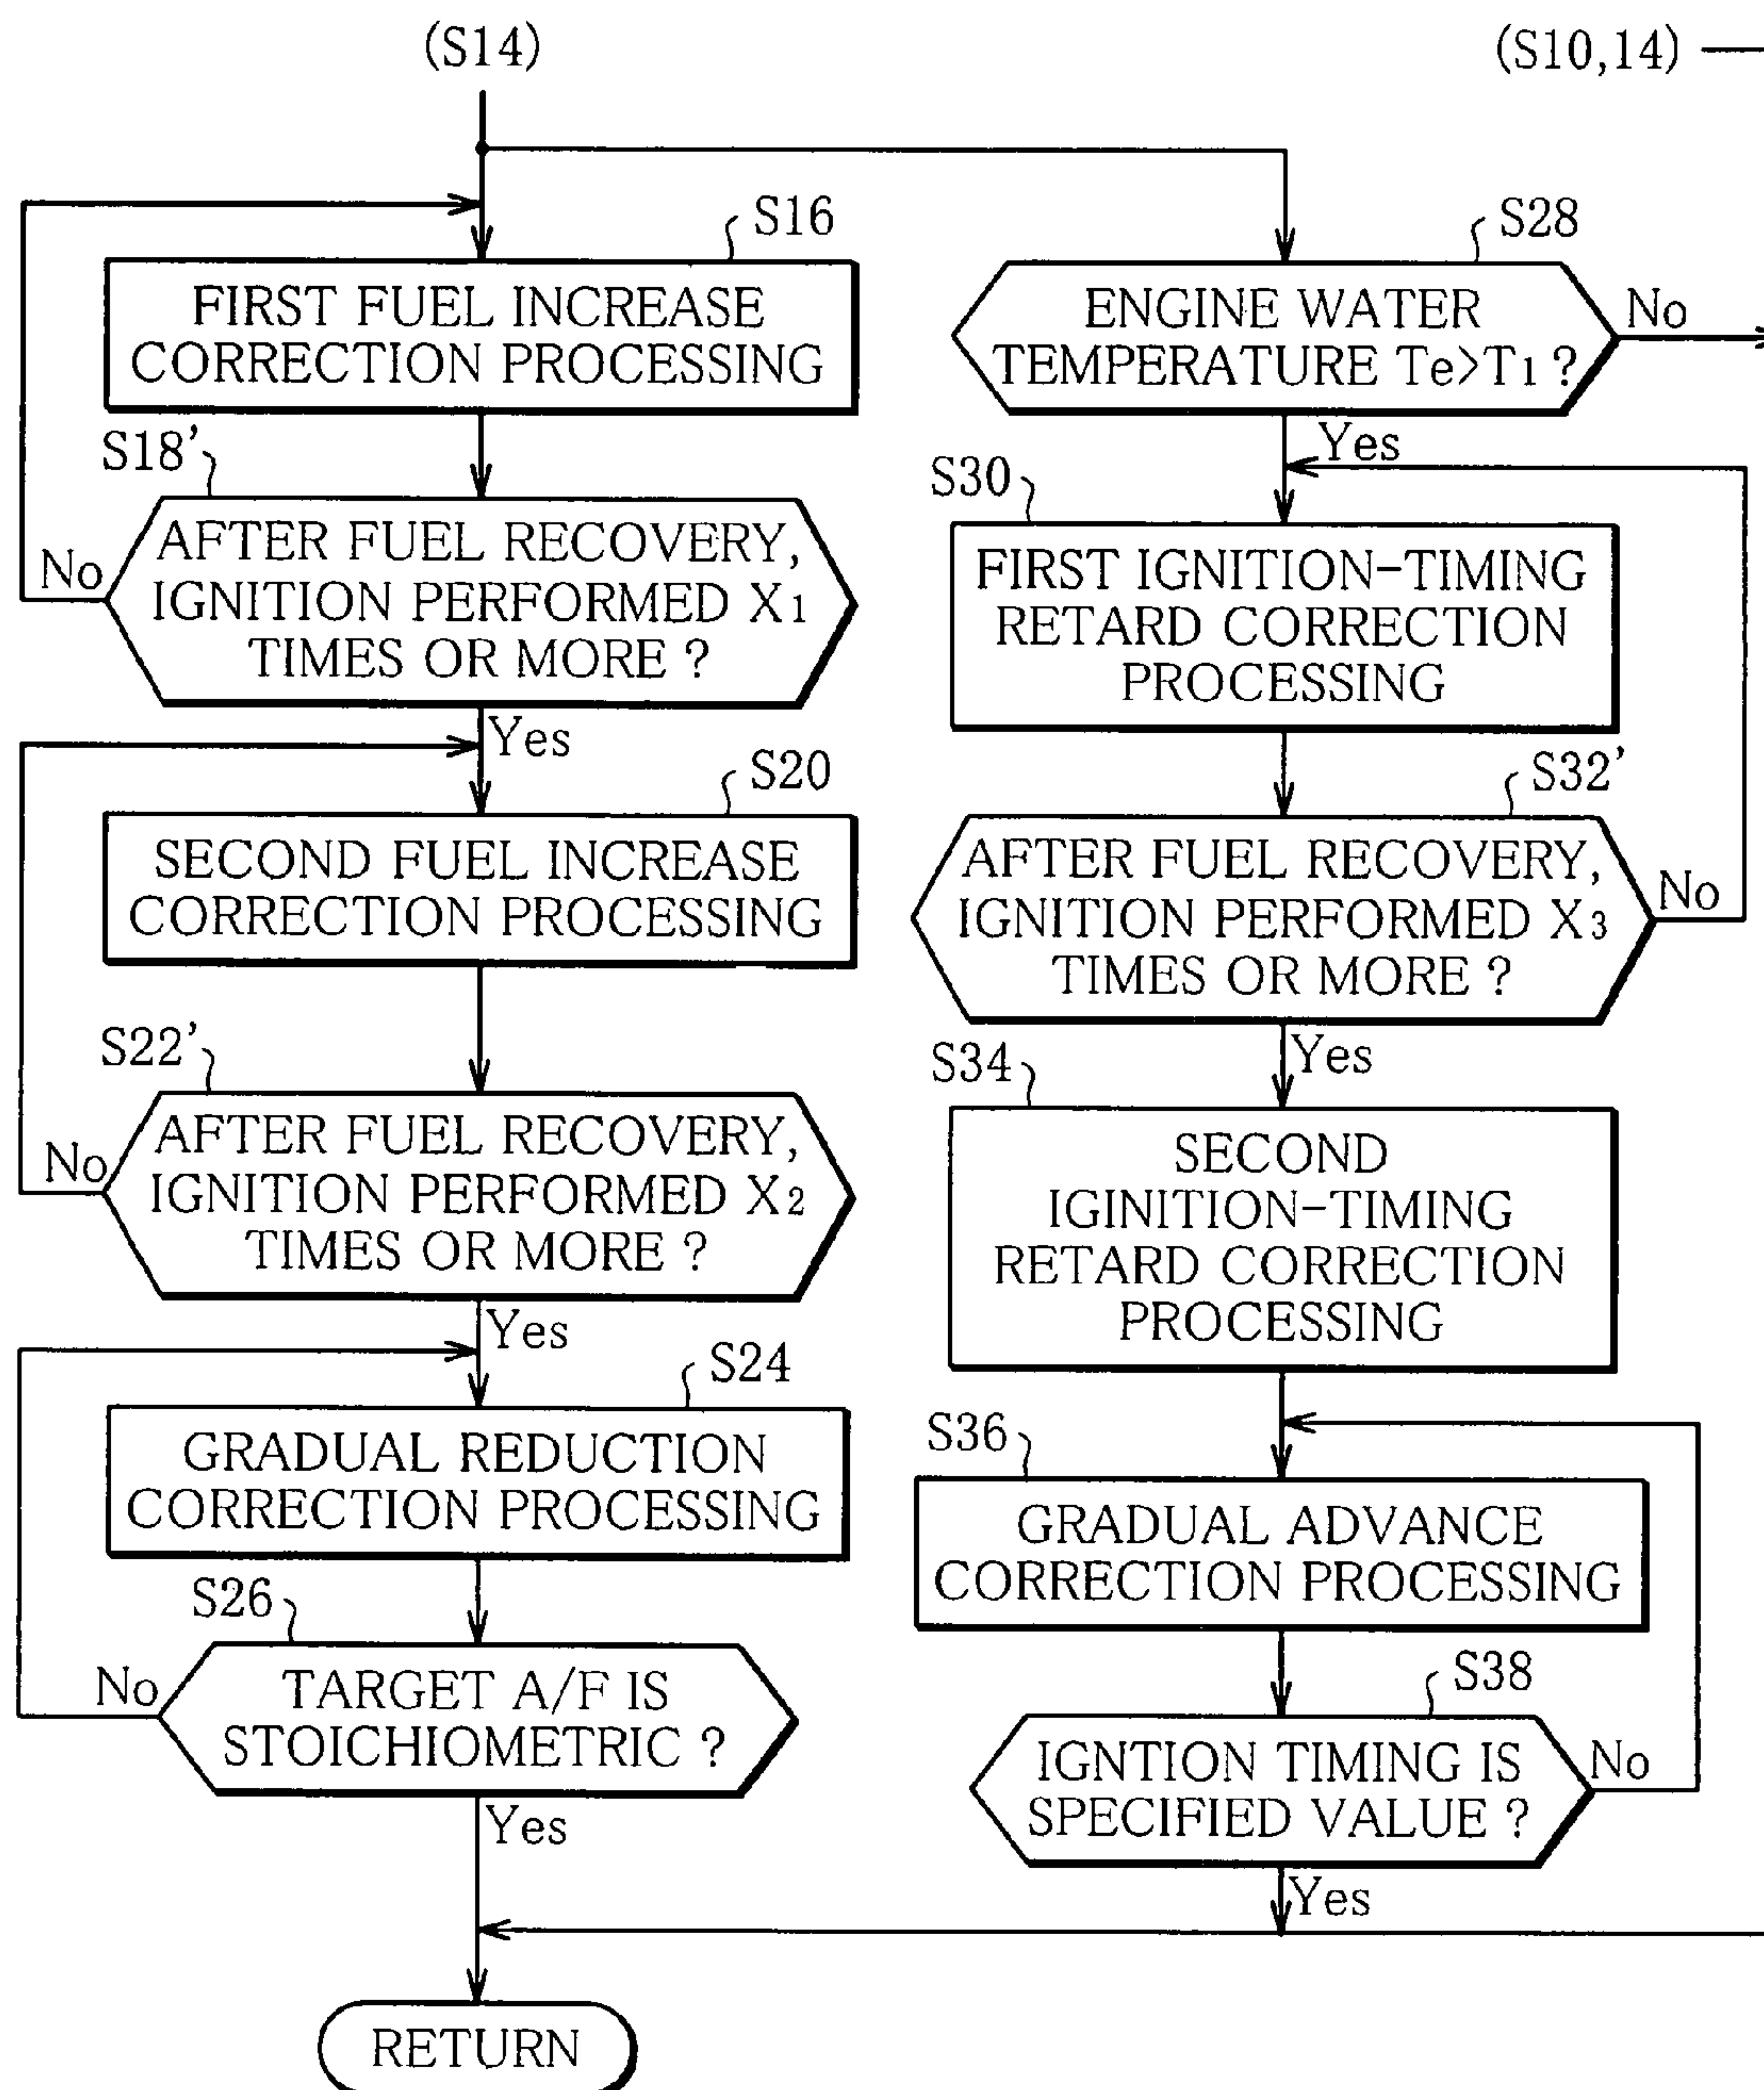 (S14)
(S10,14)
S16
FIRST FUEL INCREASE
CORRECTION PROCESSING
S18'
AFTER FUEL RECOVERY,
IGNITION PERFORMED X1
TIMES OR MORE ?
No
Yes
S20
SECOND FUEL INCREASE
CORRECTION PROCESSING
S22'
AFTER FUEL RECOVERY,
IGNITION PERFORMED X2
TIMES OR MORE ?
No
Yes
S24
GRADUAL REDUCTION
CORRECTION PROCESSING
S26
TARGET A/F IS
STOICHIOMETRIC ?
No
Yes
S28
ENGINE WATER
TEMPERATURE Te>T1 ?
No
Yes
S30
FIRST IGNITION-TIMING
RETARD CORRECTION
PROCESSING
S32'
AFTER FUEL RECOVERY,
IGNITION PERFORMED X3
TIMES OR MORE ?
No
Yes
S34
SECOND
IGINITION-TIMING
RETARD CORRECTION
PROCESSING
S36
GRADUAL ADVANCE
CORRECTION PROCESSING
S38
IGNTION TIMING IS
SPECIFIED VALUE ?
No
Yes
RETURN